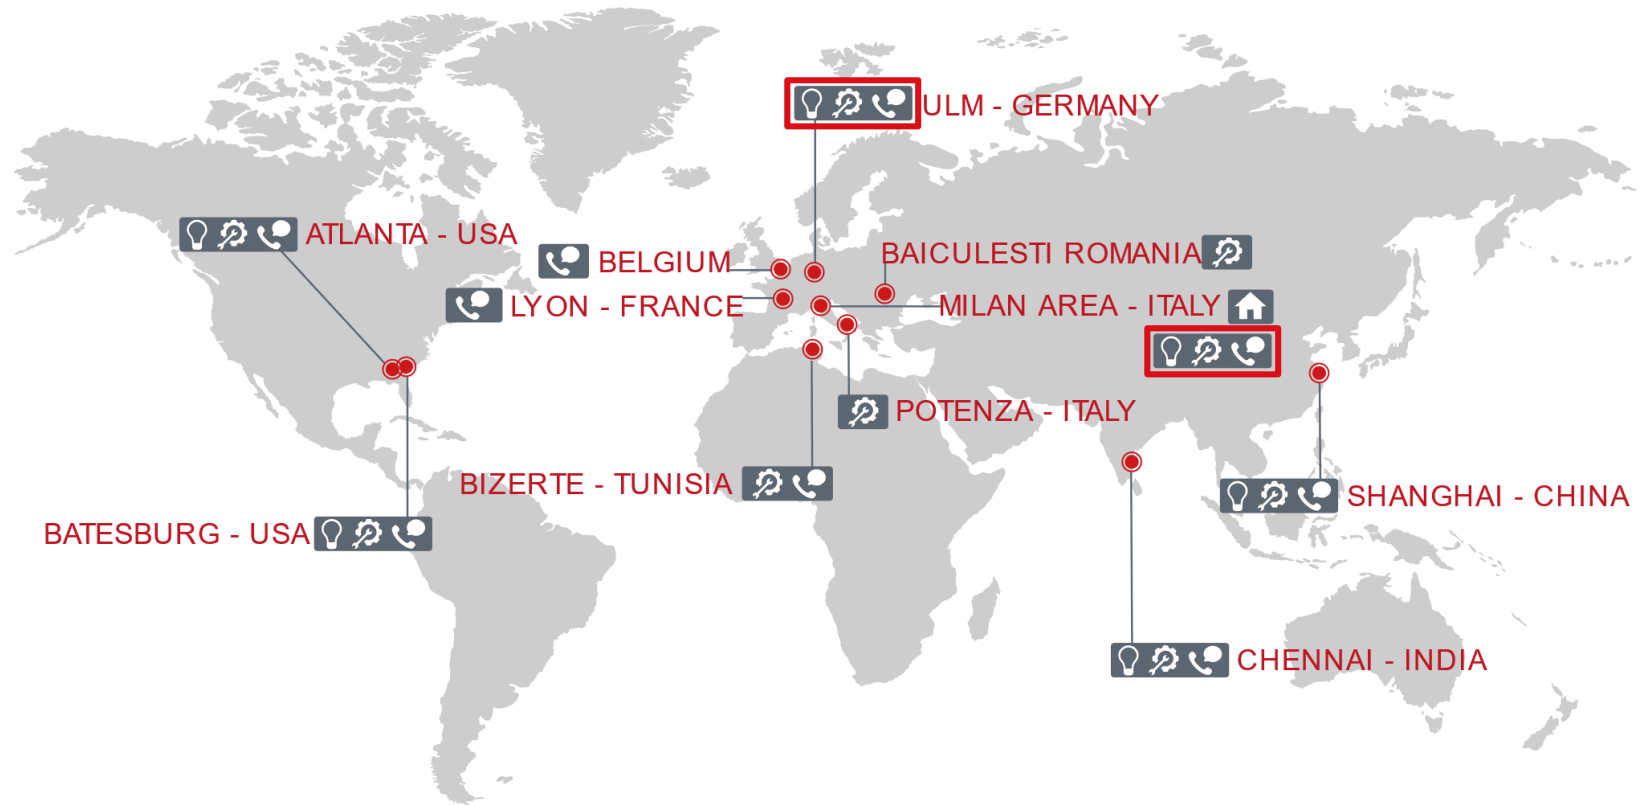 ULM - GERMANY
ATLANTA - USA
BELGIUM
BAICULESTI ROMANIA
LYON - FRANCE
MILAN AREA - ITALY
POTENZA - ITALY
BIZERTE - TUNISIA
SHANGHAI - CHINA
BATESBURG - USA
CHENNAI - INDIA